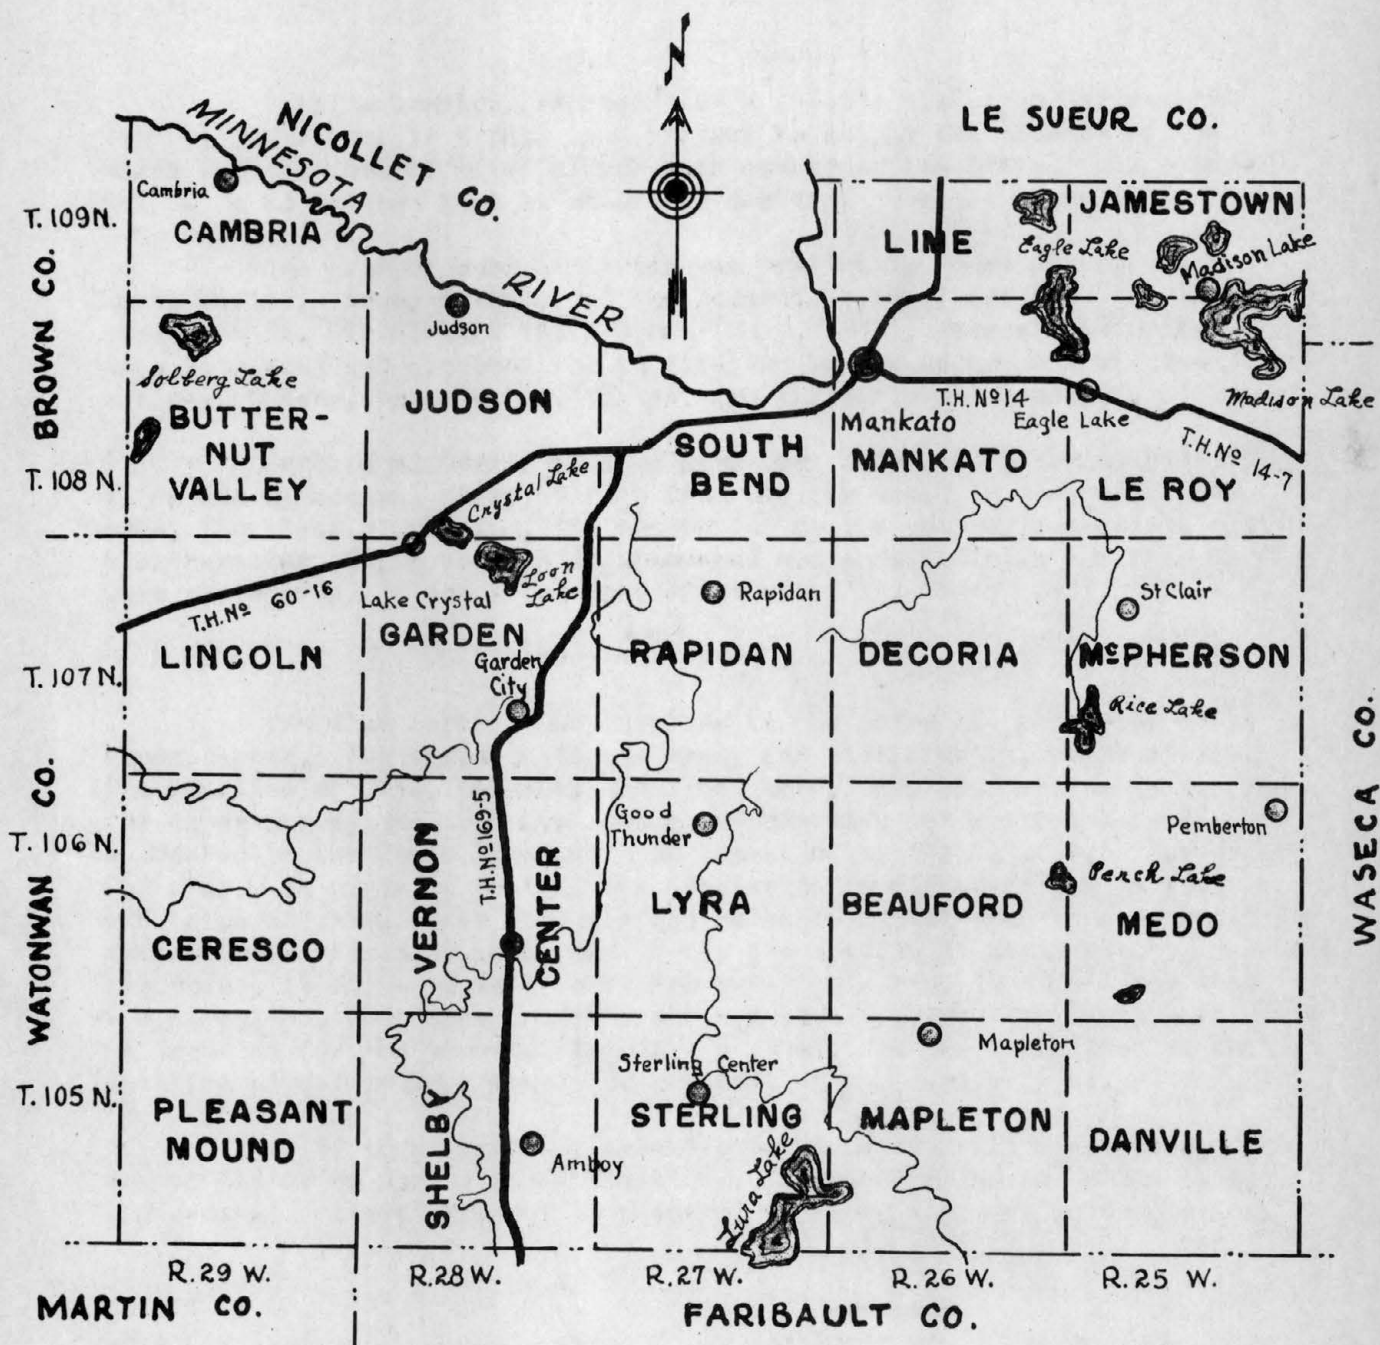 N
LE SUEUR CO.
NICOLLET CO.
MINNESOTA RIVER
Cambria
T. 109 N.
CAMBRIA
LIME
JAMESTOWN
Eagle Lake
Madison Lake
BROWN CO.
Judson
Solberg Lake
JUDSON
BUTTER-
NUT
VALLEY
T.H. Nº 14
Eagle Lake
Madison Lake
Mankato
SOUTH
BEND
MANKATO
T.H. Nº 14-7
LE ROY
T. 108 N.
Crystal Lake
Loon
Lake
T.H. Nº 60-16
Lake Crystal
Rapidan
St Clair
GARDEN
LINCOLN
Garden
City
RAPIDAN
DECORIA
McPHERSON
T. 107 N.
Rice Lake
WASECA CO.
WATONWAN CO.
T.H. Nº 169-5
Good
Thunder
Pemberton
T. 106 N.
VERNON
CENTER
Perch Lake
LYRA
BEAUFORD
MEDO
CERESCO
Mapleton
Sterling Center
T. 105 N.
PLEASANT
MOUND
SHELBY
STERLING
MAPLETON
DANVILLE
Amboy
Lura Lake
R. 29 W.
R. 28 W.
R. 27 W.
R. 26 W.
R. 25 W.
MARTIN CO.
FARIBAULT CO.